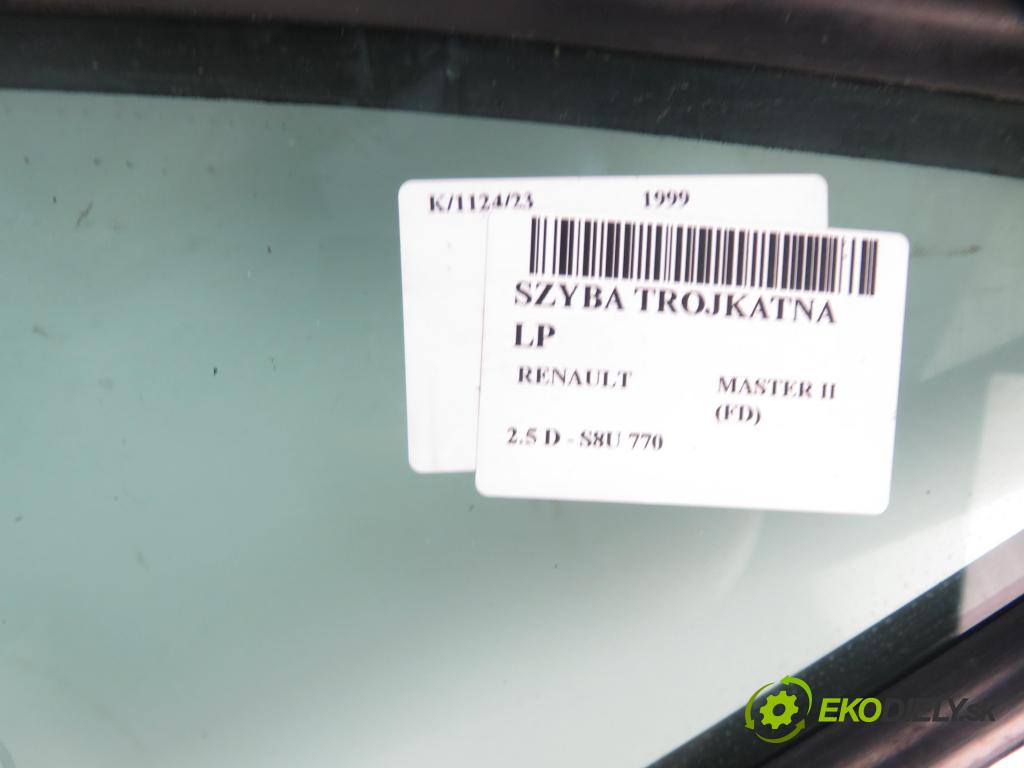 K/1124/23 1999
SZYBA TROJKATNA
LP
RENAULT MASTER II
(FD)
2.5 D - S8U 770
EKODIELY.SK